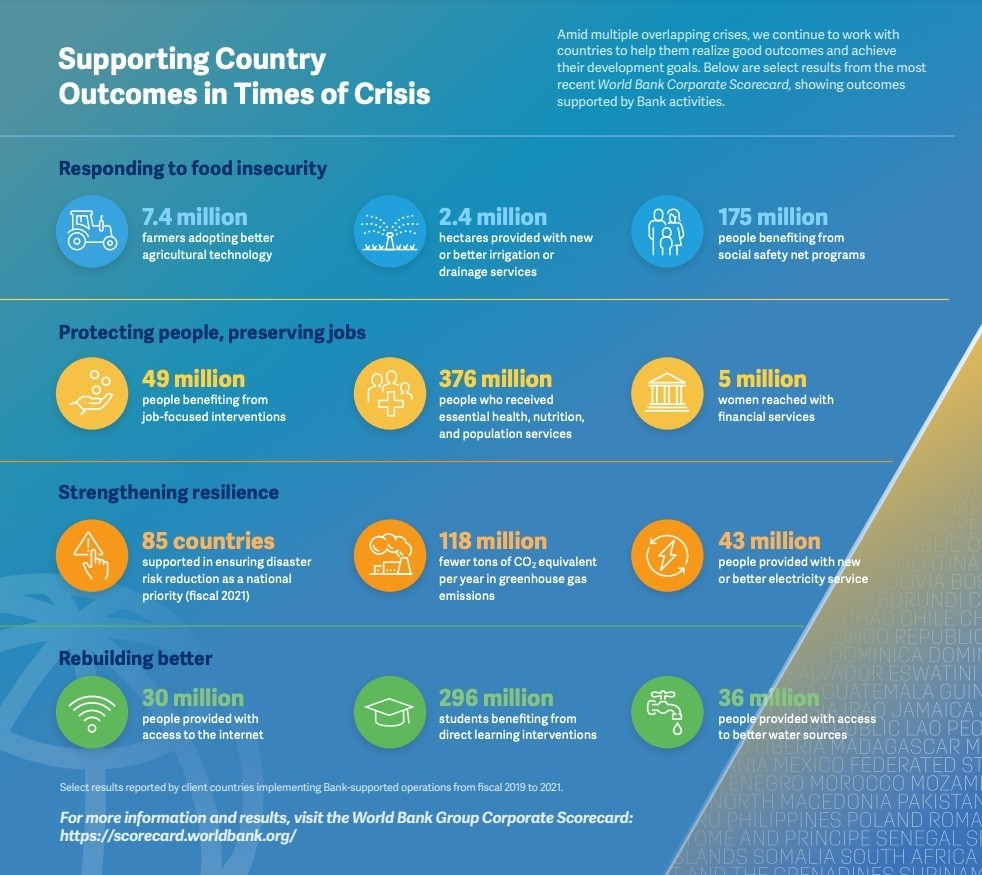 Supporting Country
Outcomes in Times of Crisis
Amid multiple overlapping crises, we continue to work with
countries to help them realize good outcomes and achieve
their development goals. Below are select results from the most
recent World Bank Corporate Scorecard, showing outcomes
supported by Bank activities.
Responding to food insecurity
7.4 million
farmers adopting better
agricultural technology
2.4 million
hectares provided with new
or better irrigation or
drainage services
175 million
people benefiting from
social safety net programs
Protecting people, preserving jobs
49 million
people benefiting from
job-focused interventions
376 million
people who received
essential health, nutrition,
and population services
5 million
women reached with
financial services
Strengthening resilience
85 countries
supported in ensuring disaster
risk reduction as a national
priority (fiscal 2021)
118 million
fewer tons of CO₂ equivalent
per year in greenhouse gas
emissions
43 million
people provided with new
or better electricity service
Rebuilding better
30 million
people provided with
access to the internet
296 million
students benefiting from
direct learning interventions
36 million
people provided with access
to better water sources
Select results reported by client countries implementing Bank-supported operations from fiscal 2019 to 2021.
For more information and results, visit the World Bank Group Corporate Scorecard:
https://scorecard.worldbank.org/
BURUNDI
CHILE
REPUBLIC
DOMINICA
ESWATINI
GUATEMALA
JAMAICA
LAO
MADAGASCAR
MEXICO FEDERATED
MOROCCO
NORTH MACEDONIA PAKISTAN
PHILIPPINES POLAND
AND PRINCIPE SENEGAL
SOMALIA SOUTH AFRICA
AND THE GRENADINES